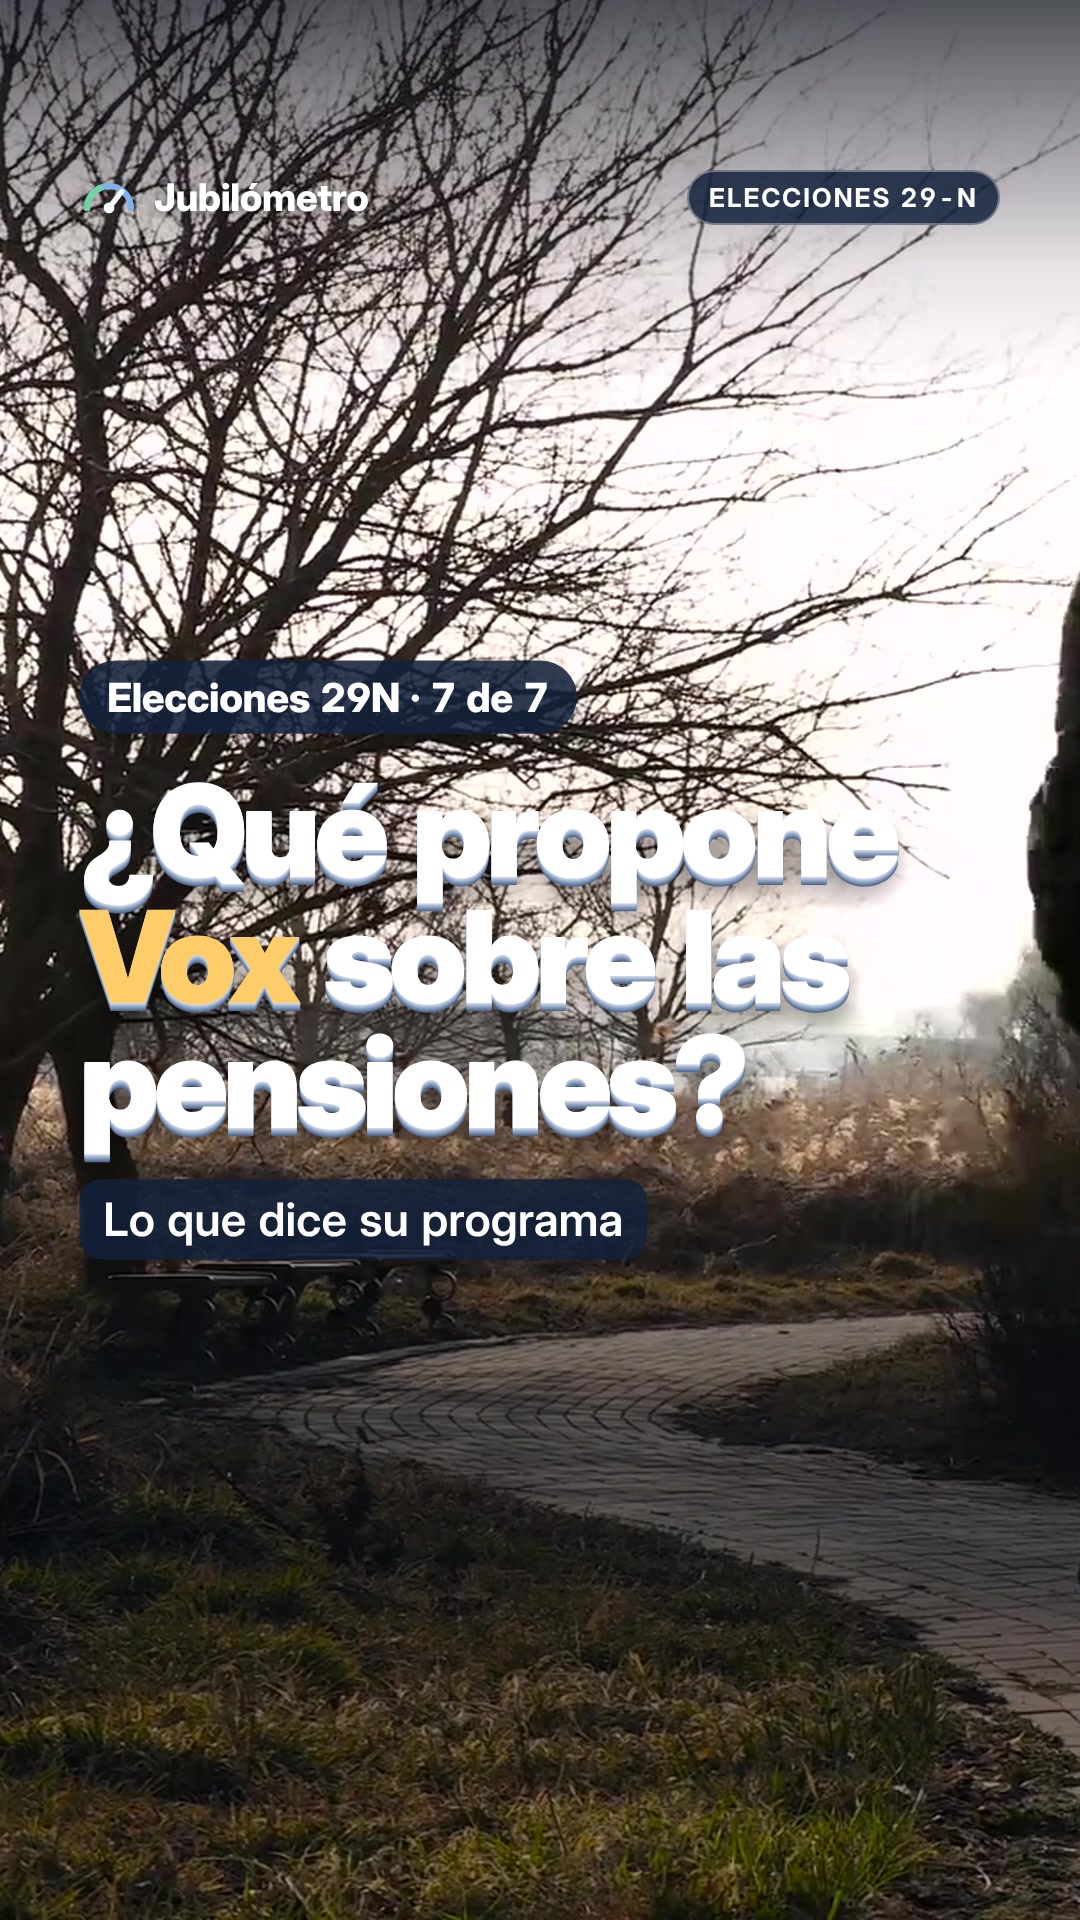 Jubilómetro
ELECCIONES 29-N
Elecciones 29N · 7 de 7
¿Qué propone
Vox sobre las
pensiones?
Lo que dice su programa